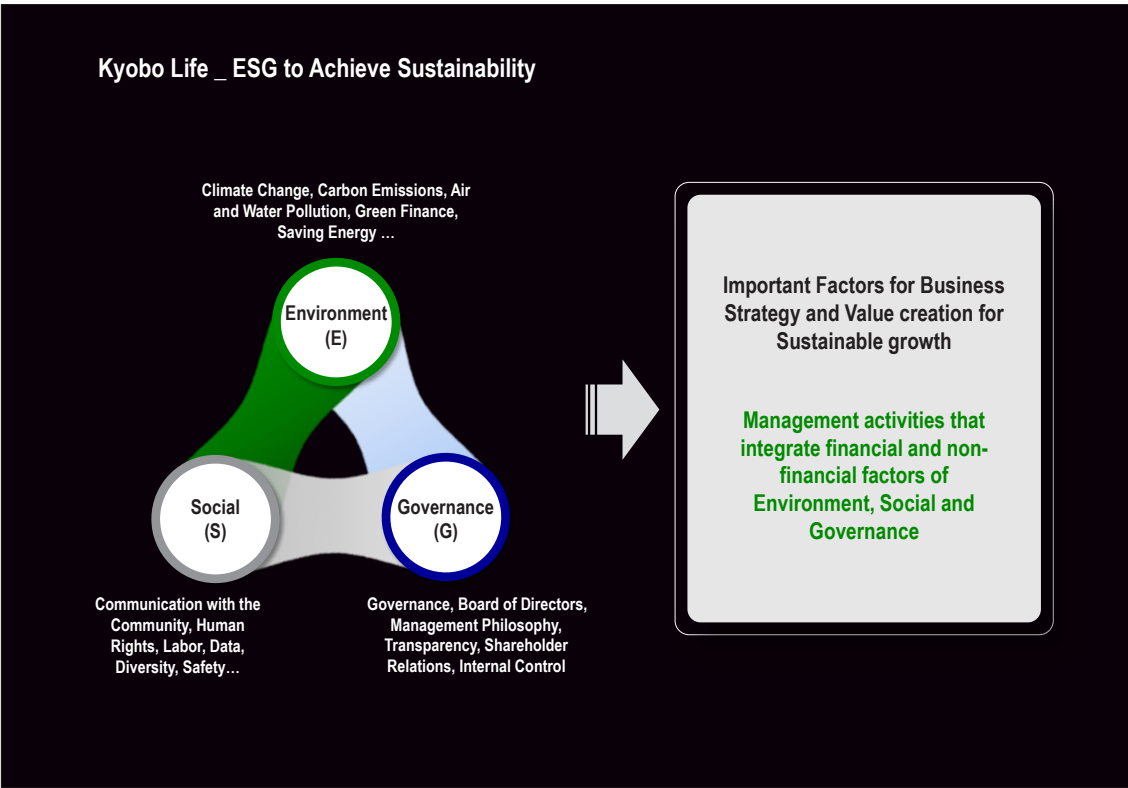 Kyobo Life _ ESG to Achieve Sustainability
Climate Change, Carbon Emissions, Air
and Water Pollution, Green Finance,
Saving Energy …
Environment
(E)
Social
(S)
Governance
(G)
Communication with the
Community, Human
Rights, Labor, Data,
Diversity, Safety…
Governance, Board of Directors,
Management Philosophy,
Transparency, Shareholder
Relations, Internal Control
Important Factors for Business
Strategy and Value creation for
Sustainable growth
Management activities that
integrate financial and non-
financial factors of
Environment, Social and
Governance